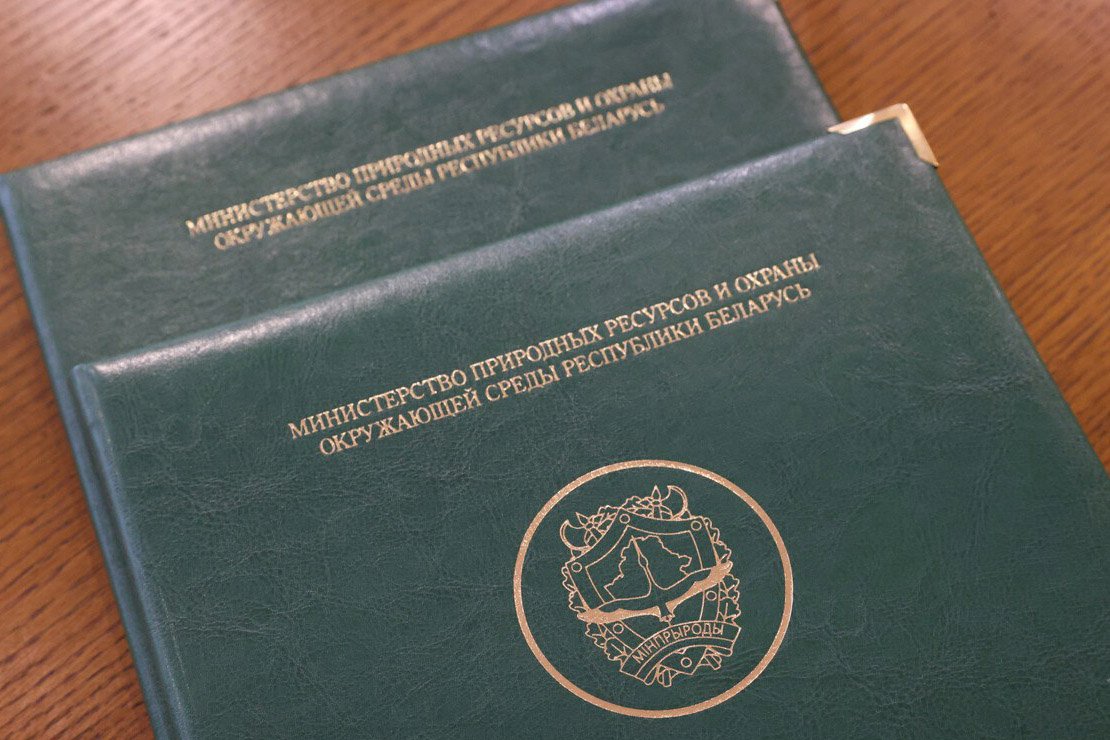 МИНИСТЕРСТВО ПРИРОДНЫХ РЕСУРСОВ И ОХРАНЫ
ОКРУЖАЮЩЕЙ СРЕДЫ РЕСПУБЛИКИ БЕЛАРУСЬ
МИНИСТЕРСТВО ПРИРОДНЫХ РЕСУРСОВ И ОХРАНЫ
ОКРУЖАЮЩЕЙ СРЕДЫ РЕСПУБЛИКИ БЕЛАРУСЬ
МІНПРЫРОДЫ